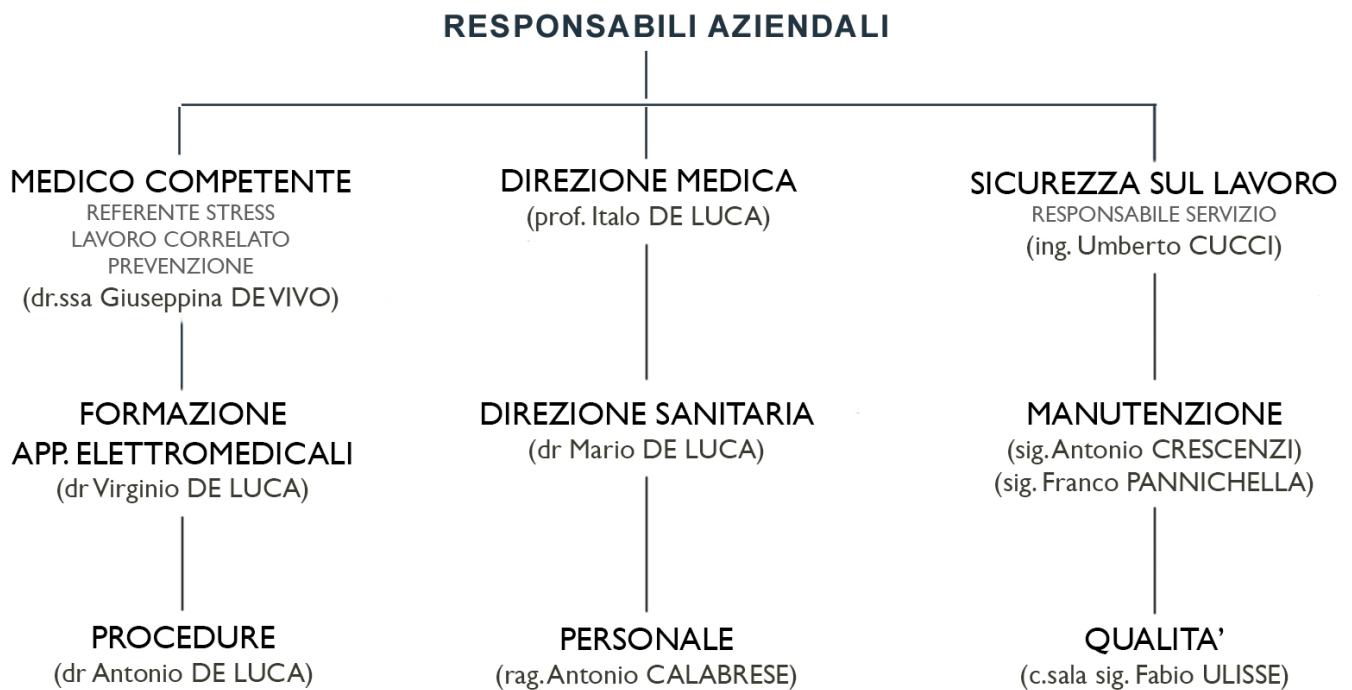 RESPONSABILI AZIENDALI
MEDICO COMPETENTE
REFERENTE STRESS
LAVORO CORRELATO
PREVENZIONE
(dr.ssa Giuseppina DE VIVO)
DIREZIONE MEDICA
(prof. Italo DE LUCA)
SICUREZZA SUL LAVORO
RESPONSABILE SERVIZIO
(ing. Umberto CUCCI)
FORMAZIONE
APP. ELETTROMEDICALI
(dr Virginio DE LUCA)
DIREZIONE SANITARIA
(dr Mario DE LUCA)
MANUTENZIONE
(sig. Antonio CRESCENZI)
(sig. Franco PANNICHELLA)
PROCEDURE
(dr Antonio DE LUCA)
PERSONALE
(rag. Antonio CALABRESE)
QUALITA’
(c.sala sig. Fabio ULISSE)